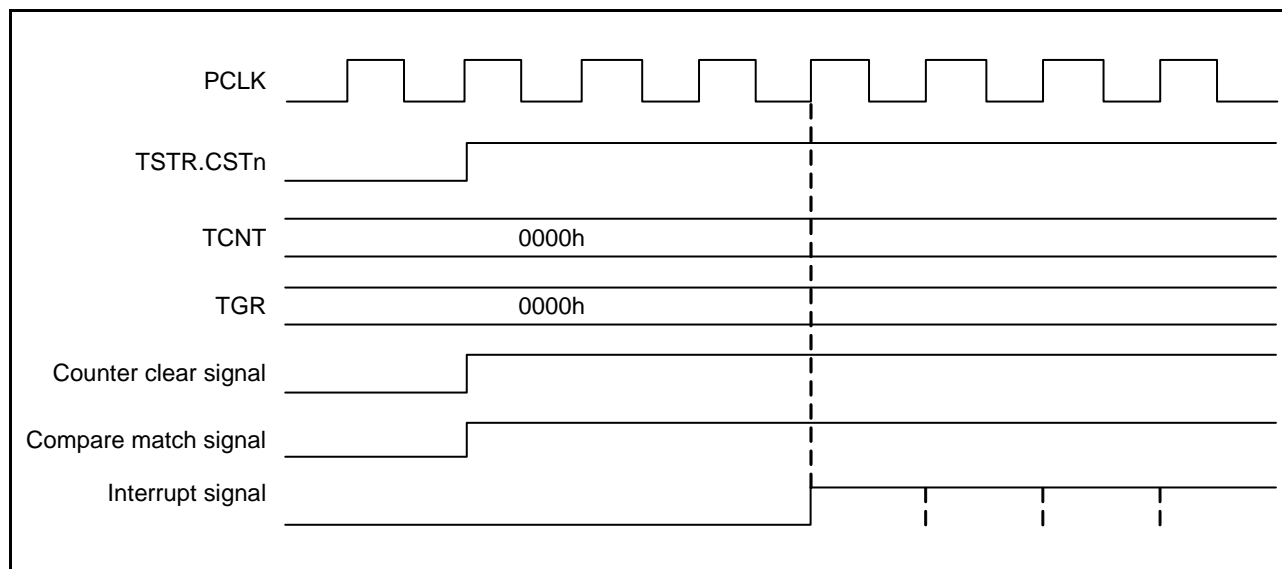 PCLK
TSTR.CSTn
TCNT
0000h
TGR
0000h
Counter clear signal
Compare match signal
Interrupt signal